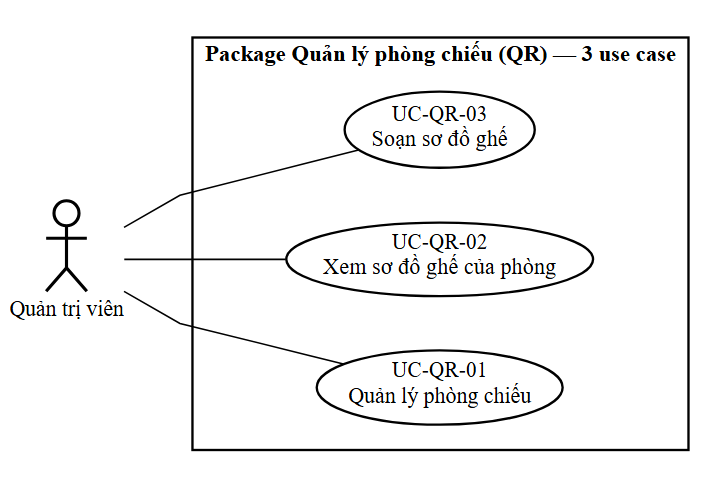 Package Quản lý phòng chiếu (QR) — 3 use case
UC-QR-03
Soạn sơ đồ ghế
UC-QR-02
Xem sơ đồ ghế của phòng
Quản trị viên
UC-QR-01
Quản lý phòng chiếu